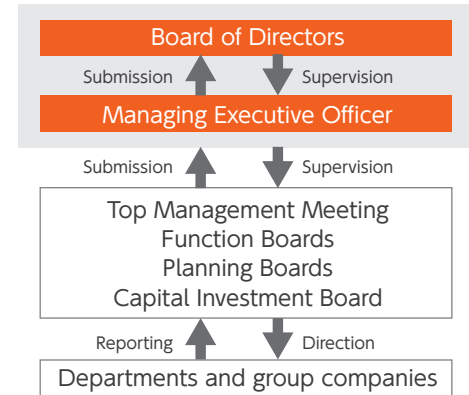 Board of Directors
Submission Supervision
Managing Executive Officer
Submission Supervision
Top Management Meeting
Function Boards
Planning Boards
Capital Investment Board
Reporting Direction
Departments and group companies